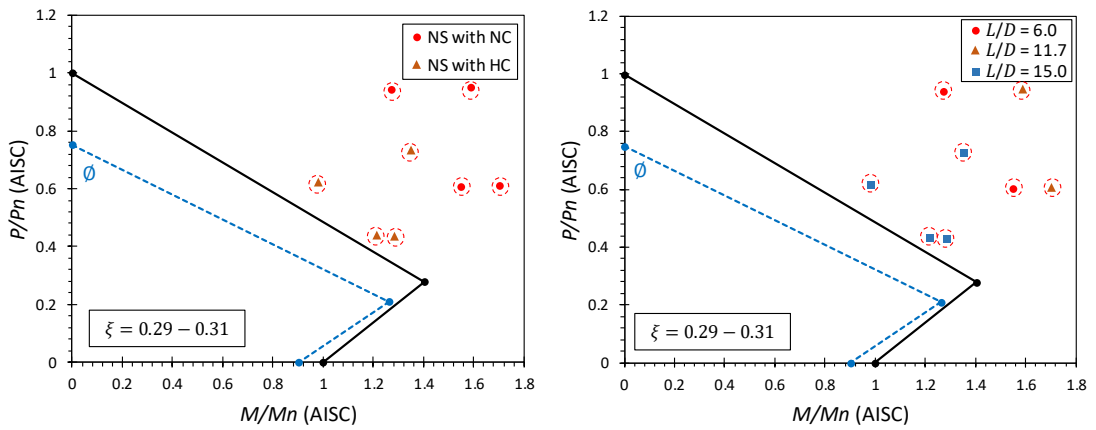 1.2
1
0.8
0.6
0.4
0.2
0
P/Pn (AISC)
NS with NC
NS with HC
∅
ξ = 0.29 − 0.31
0 0.2 0.4 0.6 0.8 1 1.2 1.4 1.6 1.8
M/Mn (AISC)
1.2
1
0.8
0.6
0.4
0.2
0
P/Pn (AISC)
L/D = 6.0
L/D = 11.7
L/D = 15.0
∅
ξ = 0.29 − 0.31
0 0.2 0.4 0.6 0.8 1 1.2 1.4 1.6 1.8
M/Mn (AISC)